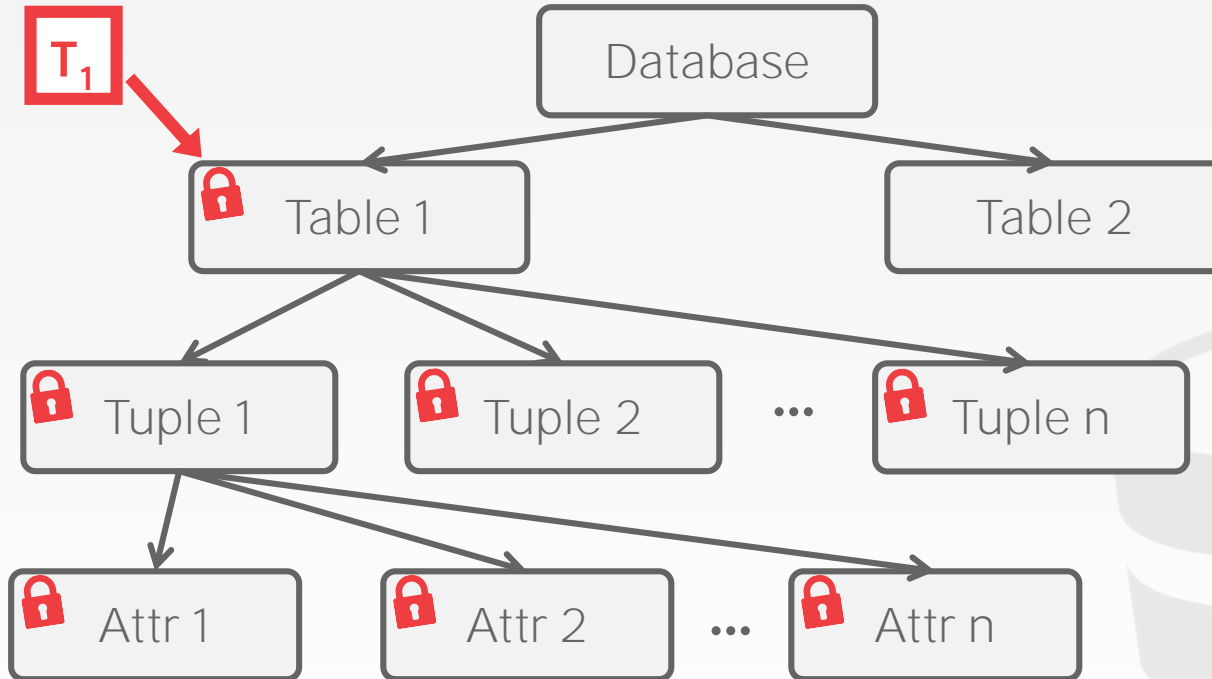 T₁
Database
Table 1
Table 2
Tuple 1
Tuple 2
...
Tuple n
Attr 1
Attr 2
...
Attr n